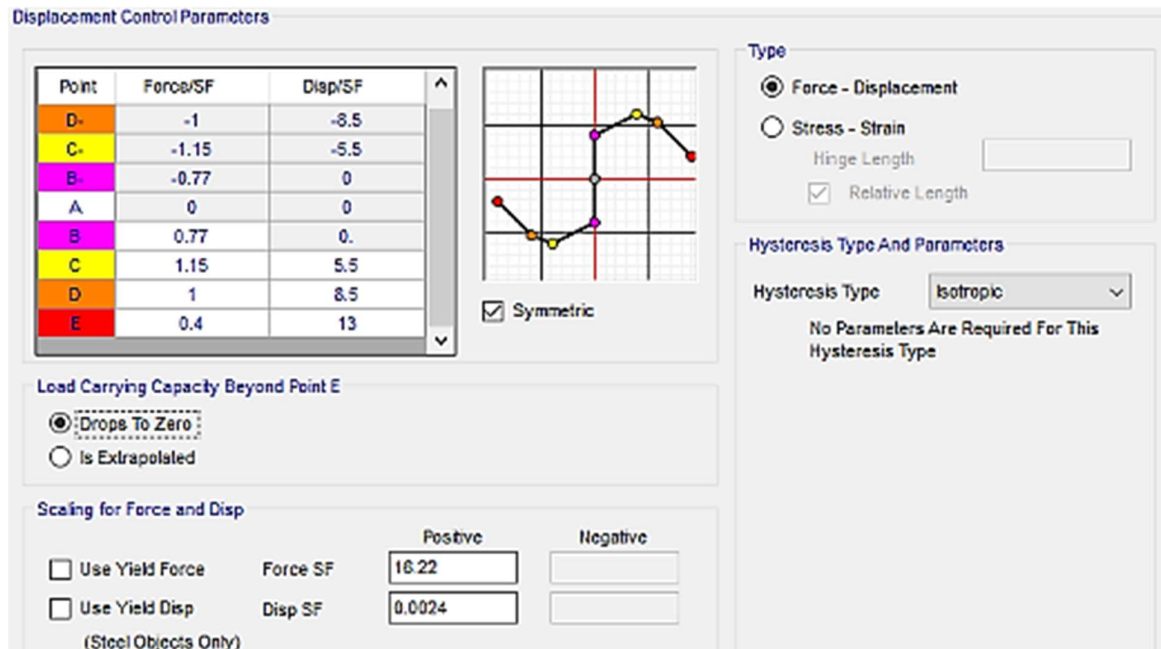 Displacement Control Parameters
Point Force/SF Disp/SF
D- -1 -8.5
C- -1.15 -5.5
B- -0.77 0
A 0 0
B 0.77 0.
C 1.15 5.5
D 1 8.5
E 0.4 13
Symmetric
Type
Force - Displacement
Stress - Strain
Hinge Length
Relative Length
Hysteresis Type And Parameters
Hysteresis Type Isotropic
No Parameters Are Required For This
Hysteresis Type
Load Carrying Capacity Beyond Point E
Drops To Zero
Is Extrapolated
Scaling for Force and Disp
Positive Negative
Use Yield Force Force SF 16.22
Use Yield Disp Disp SF 0.0024
(Steel Objects Only)